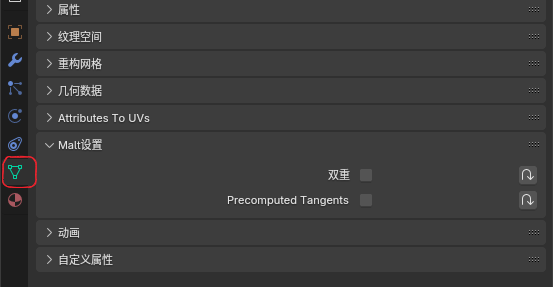 属性
纹理空间
重构网格
几何数据
Attributes To UVs
Malt设置
双重
Precomputed Tangents
动画
自定义属性